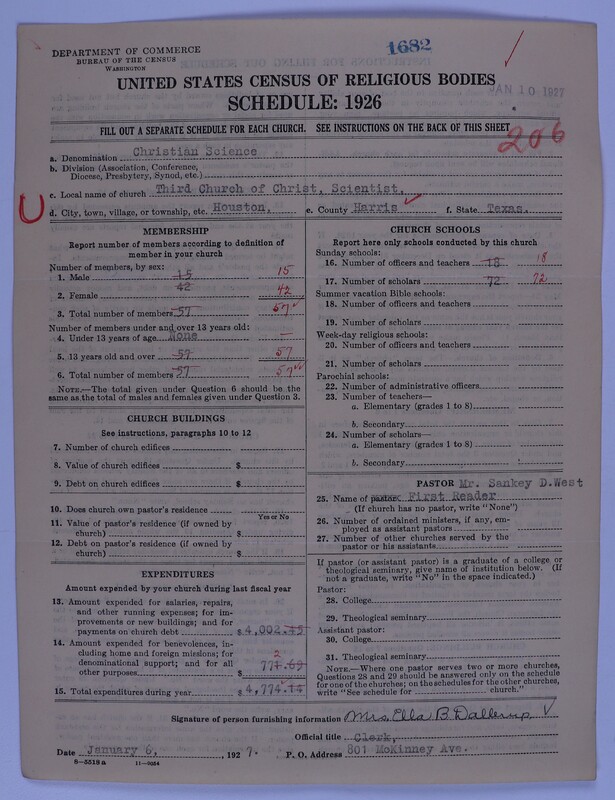 DEPARTMENT OF COMMERCE
BUREAU OF THE CENSUS
WASHINGTON
1682
UNITED STATES CENSUS OF RELIGIOUS BODIES
JAN 10 1927
SCHEDULE: 1926
FILL OUT A SEPARATE SCHEDULE FOR EACH CHURCH. SEE INSTRUCTIONS ON THE BACK OF THIS SHEET
206
a. Denomination Christian Science
b. Division (Association, Conference,
Diocese, Presbytery, Synod, etc.)
c. Local name of church Third Church of Christ, Scientist,
d. City, town, village, or township, etc. Houston, e. County Harris f. State Texas.
MEMBERSHIP
Report number of members according to definition of
member in your church
Number of members, by sex:
1. Male 15 15
2. Female 42 42
3. Total number of members 57 57
Number of members under and over 13 years old:
4. Under 13 years of age None —
5. 13 years old and over 57 57
6. Total number of members 57 57
NOTE.—The total given under Question 6 should be the
same as the total of males and females given under Question 3.
CHURCH BUILDINGS
See instructions, paragraphs 10 to 12
7. Number of church edifices
8. Value of church edifices $
9. Debt on church edifices $
10. Does church own pastor's residence
Yes or No
11. Value of pastor's residence (if owned by
church) $
12. Debt on pastor's residence (if owned by
church) $
EXPENDITURES
Amount expended by your church during last fiscal year
13. Amount expended for salaries, repairs,
and other running expenses; for im-
provements or new buildings; and for
payments on church debt $ 4,002.45
14. Amount expended for benevolences, in-
cluding home and foreign missions; for
denominational support; and for all
other purposes $ 771.69
2
15. Total expenditures during year $ 4,774.14
CHURCH SCHOOLS
Report here only schools conducted by this church
Sunday schools:
16. Number of officers and teachers 18 18
17. Number of scholars 72 72
Summer vacation Bible schools:
18. Number of officers and teachers
19. Number of scholars
Week-day religious schools:
20. Number of officers and teachers
21. Number of scholars
Parochial schools:
22. Number of administrative officers
23. Number of teachers—
a. Elementary (grades 1 to 8)
b. Secondary
24. Number of scholars—
a. Elementary (grades 1 to 8)
b. Secondary
PASTOR Mr. Sankey D.West
25. Name of pastor First Reader
(If church has no pastor, write "None")
26. Number of ordained ministers, if any, em-
ployed as assistant pastors
27. Number of other churches served by the
pastor or his assistants
If pastor (or assistant pastor) is a graduate of a college or
theological seminary, give name of institution below. (If
not a graduate, write "No" in the space indicated.)
Pastor:
28. College
29. Theological seminary
Assistant pastor:
30. College
31. Theological seminary
NOTE.—Where one pastor serves two or more churches,
Questions 28 and 29 should be answered only on the schedule
for one of the churches; on the schedules for the other churches,
write "See schedule for church."
Signature of person furnishing information Mrs. Ella B. Dallerup.
Official title Clerk,
Date January 6, 1927. P. O. Address 801 McKinney Ave.
8—5518 a 11—9224